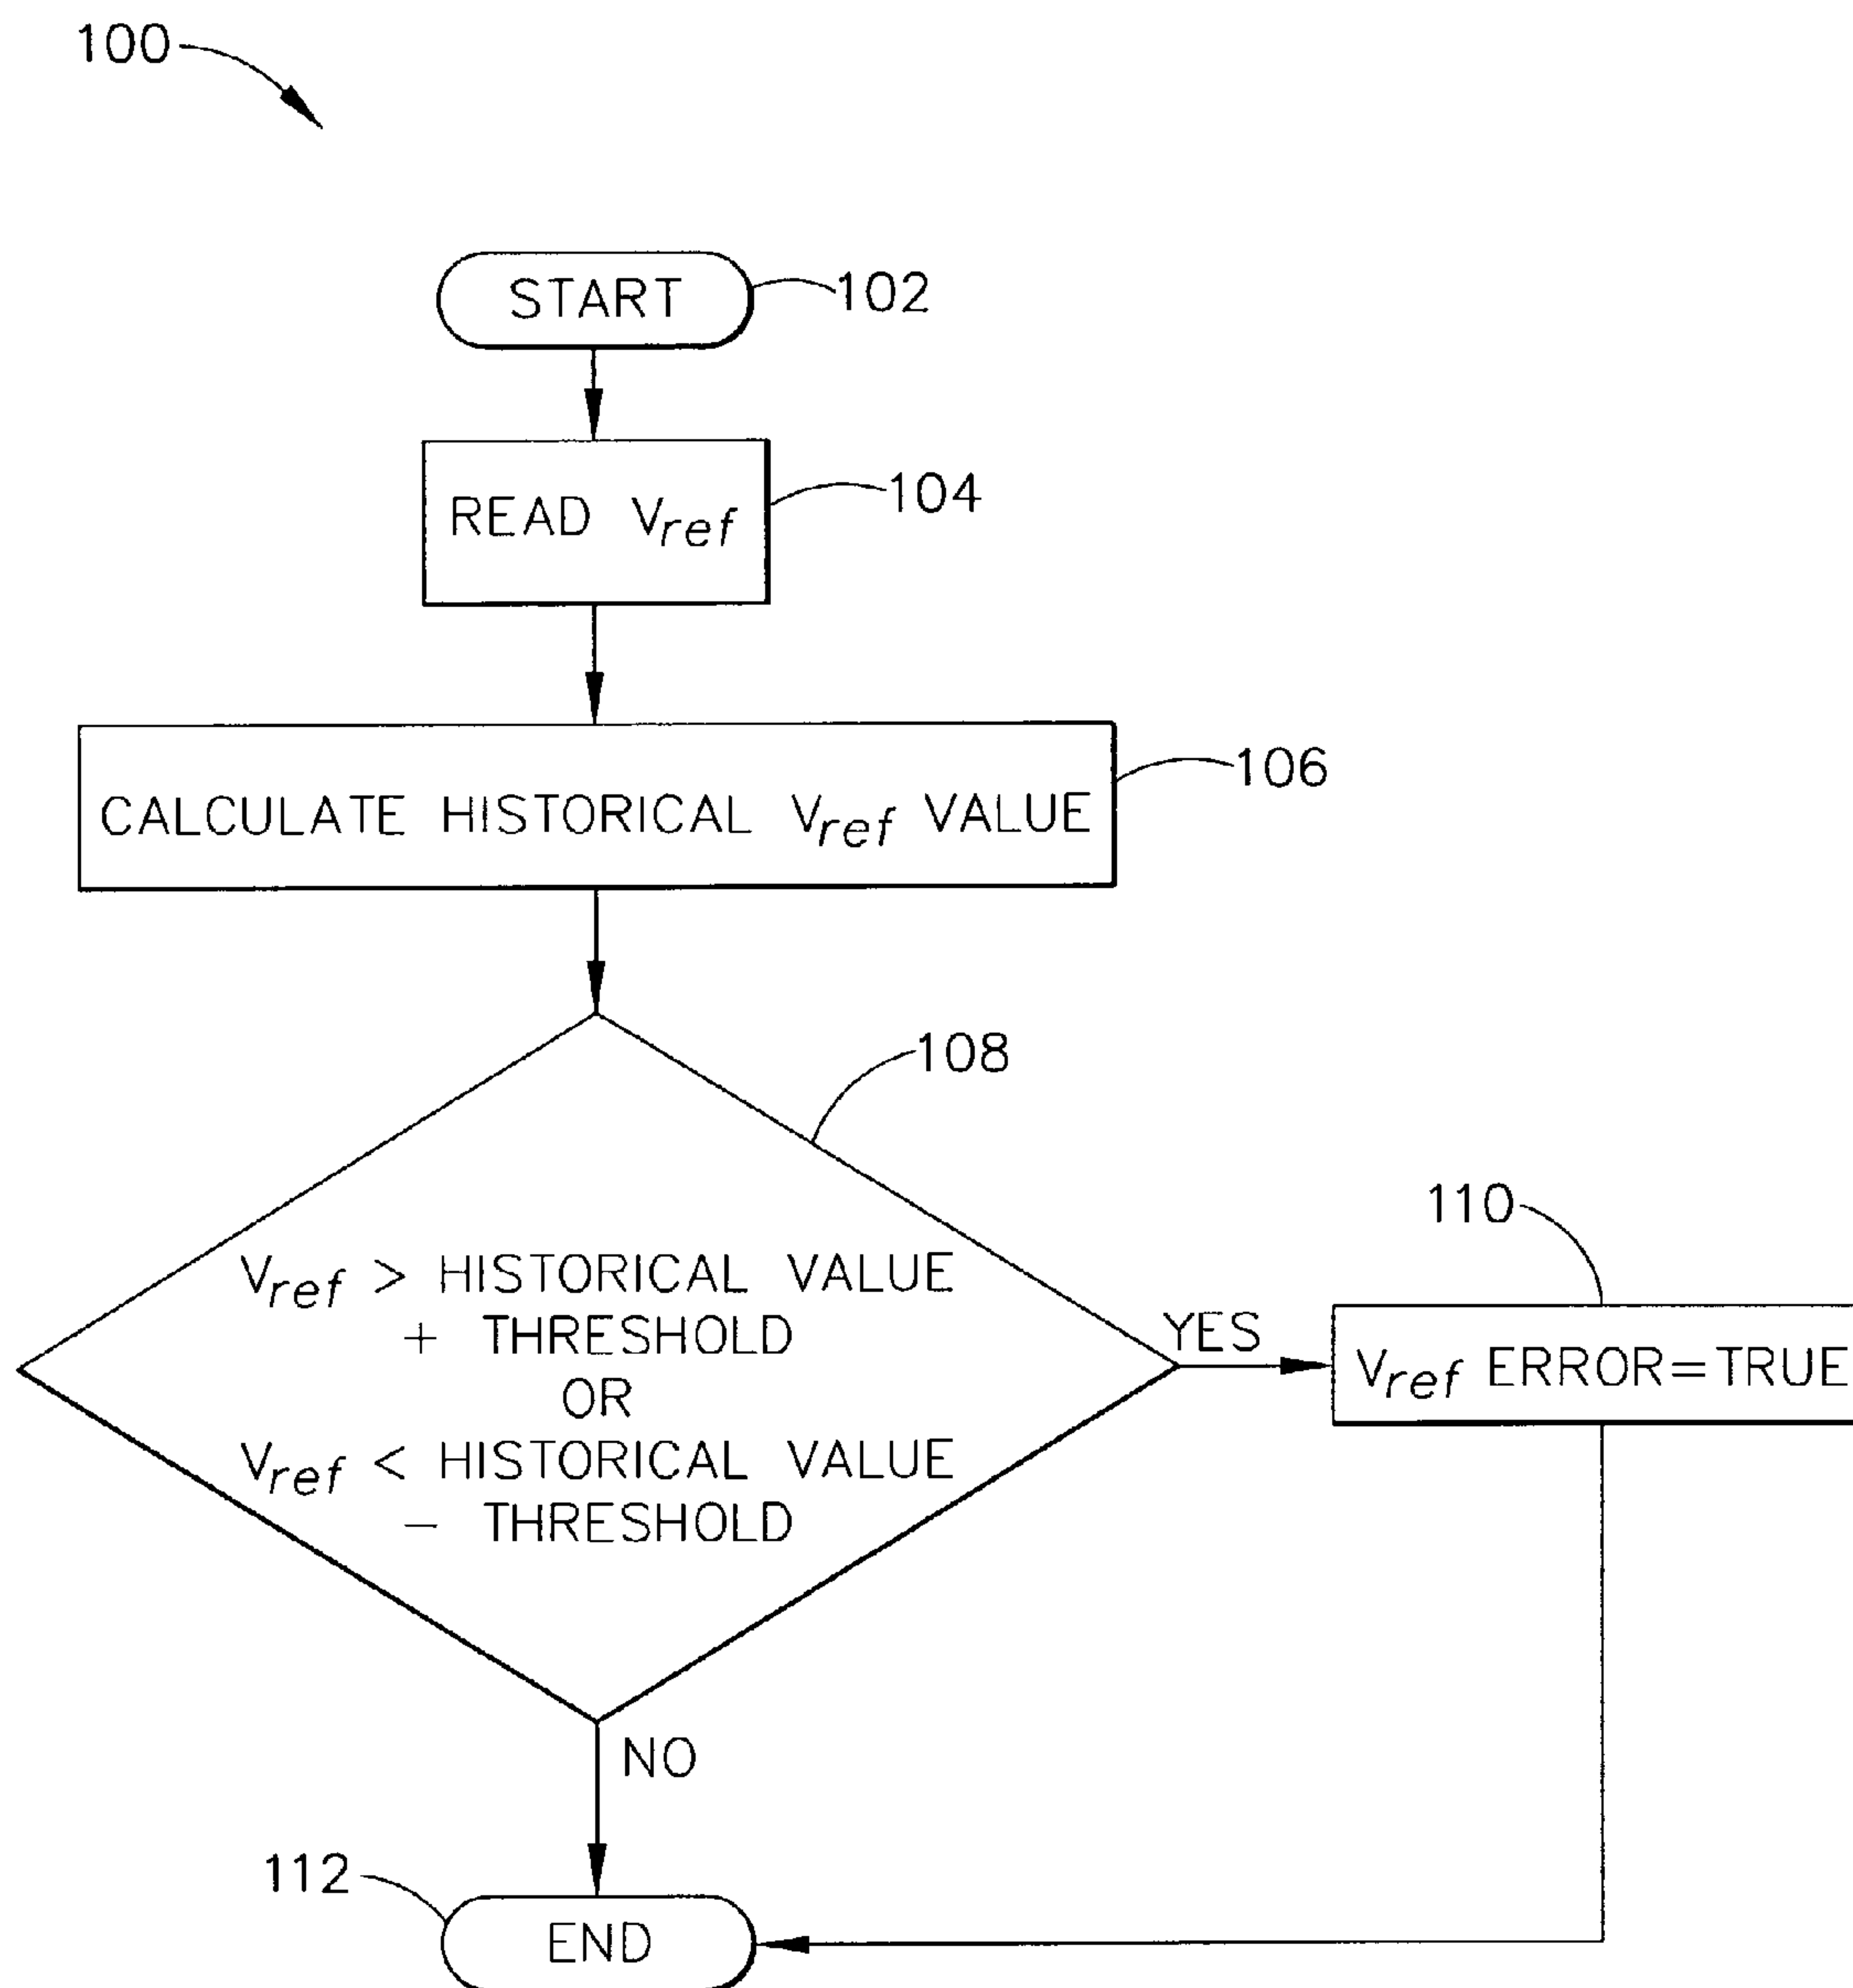 100
START
102
READ Vref
104
CALCULATE HISTORICAL Vref VALUE
106
108
Vref > HISTORICAL VALUE
+ THRESHOLD
OR
Vref < HISTORICAL VALUE
- THRESHOLD
YES
110
Vref ERROR=TRUE
NO
112
END